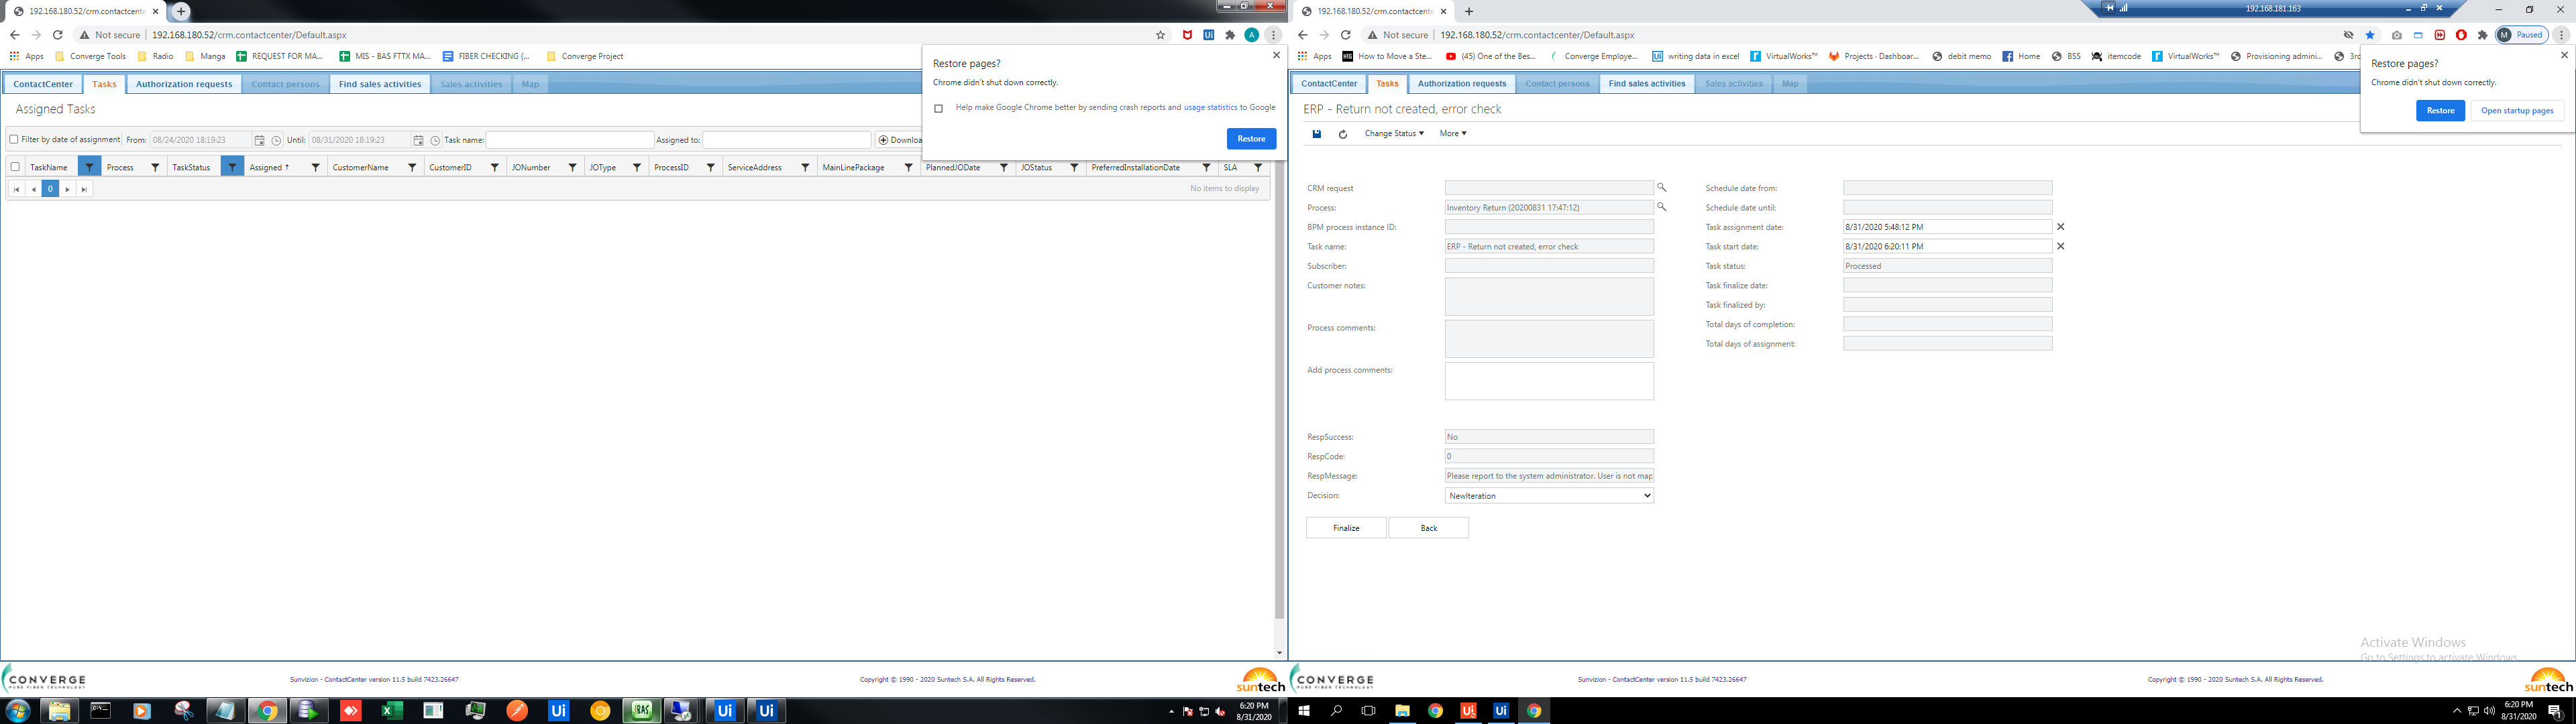 192.168.180.52/crm.contactcente
Not secure 192.168.180.52/crm.contactcenter/Default.aspx
A
Apps Converge Tools Radio Manga REQUEST FOR MA... MIS - BAS FTTX MA... FIBER CHECKING (... Converge Project
Restore pages?
Chrome didn't shut down correctly.
Help make Google Chrome better by sending crash reports and usage statistics to Google
Restore
ContactCenter Tasks Authorization requests Contact persons Find sales activities Sales activities Map
Assigned Tasks
Filter by date of assignment From: 08/24/2020 18:19:23 Until: 08/31/2020 18:19:23 Task name: Assigned to: Downloa
TaskName Process TaskStatus Assigned ↑ CustomerName CustomerID JONumber JOType ProcessID ServiceAddress MainLinePackage PlannedJODate JOStatus PreferredInstallationDate SLA
0 No items to display
CONVERGE
PURE FIBER TECHNOLOGY
Sunvizion - ContactCenter version 11.5 build 7423.26647
Copyright © 1990 - 2020 Suntech S.A. All Rights Reserved.
suntech
6:20 PM
8/31/2020
192.168.180.52/crm.contactcente
192.168.181.163
Not secure 192.168.180.52/crm.contactcenter/Default.aspx
M Paused
Apps How to Move a Ste... (45) One of the Bes... Converge Employe... writing data in excel VirtualWorks™ Projects - Dashboar... debit memo Home BSS itemcode VirtualWorks™ Provisioning admini... 3rd
Restore pages?
Chrome didn't shut down correctly.
Restore Open startup pages
ContactCenter Tasks Authorization requests Contact persons Find sales activities Sales activities Map
ERP - Return not created, error check
Change Status More
CRM request
Process: Inventory Return (20200831 17:47:12)
BPM process instance ID:
Task name: ERP - Return not created, error check
Subscriber:
Customer notes:
Process comments:
Add process comments:
RespSuccess: No
RespCode: 0
RespMessage: Please report to the system administrator. User is not map
Decision: NewIteration
Finalize Back
Schedule date from:
Schedule date until:
Task assignment date: 8/31/2020 5:48:12 PM
Task start date: 8/31/2020 6:20:11 PM
Task status: Processed
Task finalize date:
Task finalized by:
Total days of completion:
Total days of assignment:
Activate Windows
Go to Settings to activate Windows.
CONVERGE
PURE FIBER TECHNOLOGY
Sunvizion - ContactCenter version 11.5 build 7423.26647
Copyright © 1990 - 2020 Suntech S.A. All Rights Reserved.
suntech
6:20 PM
8/31/2020